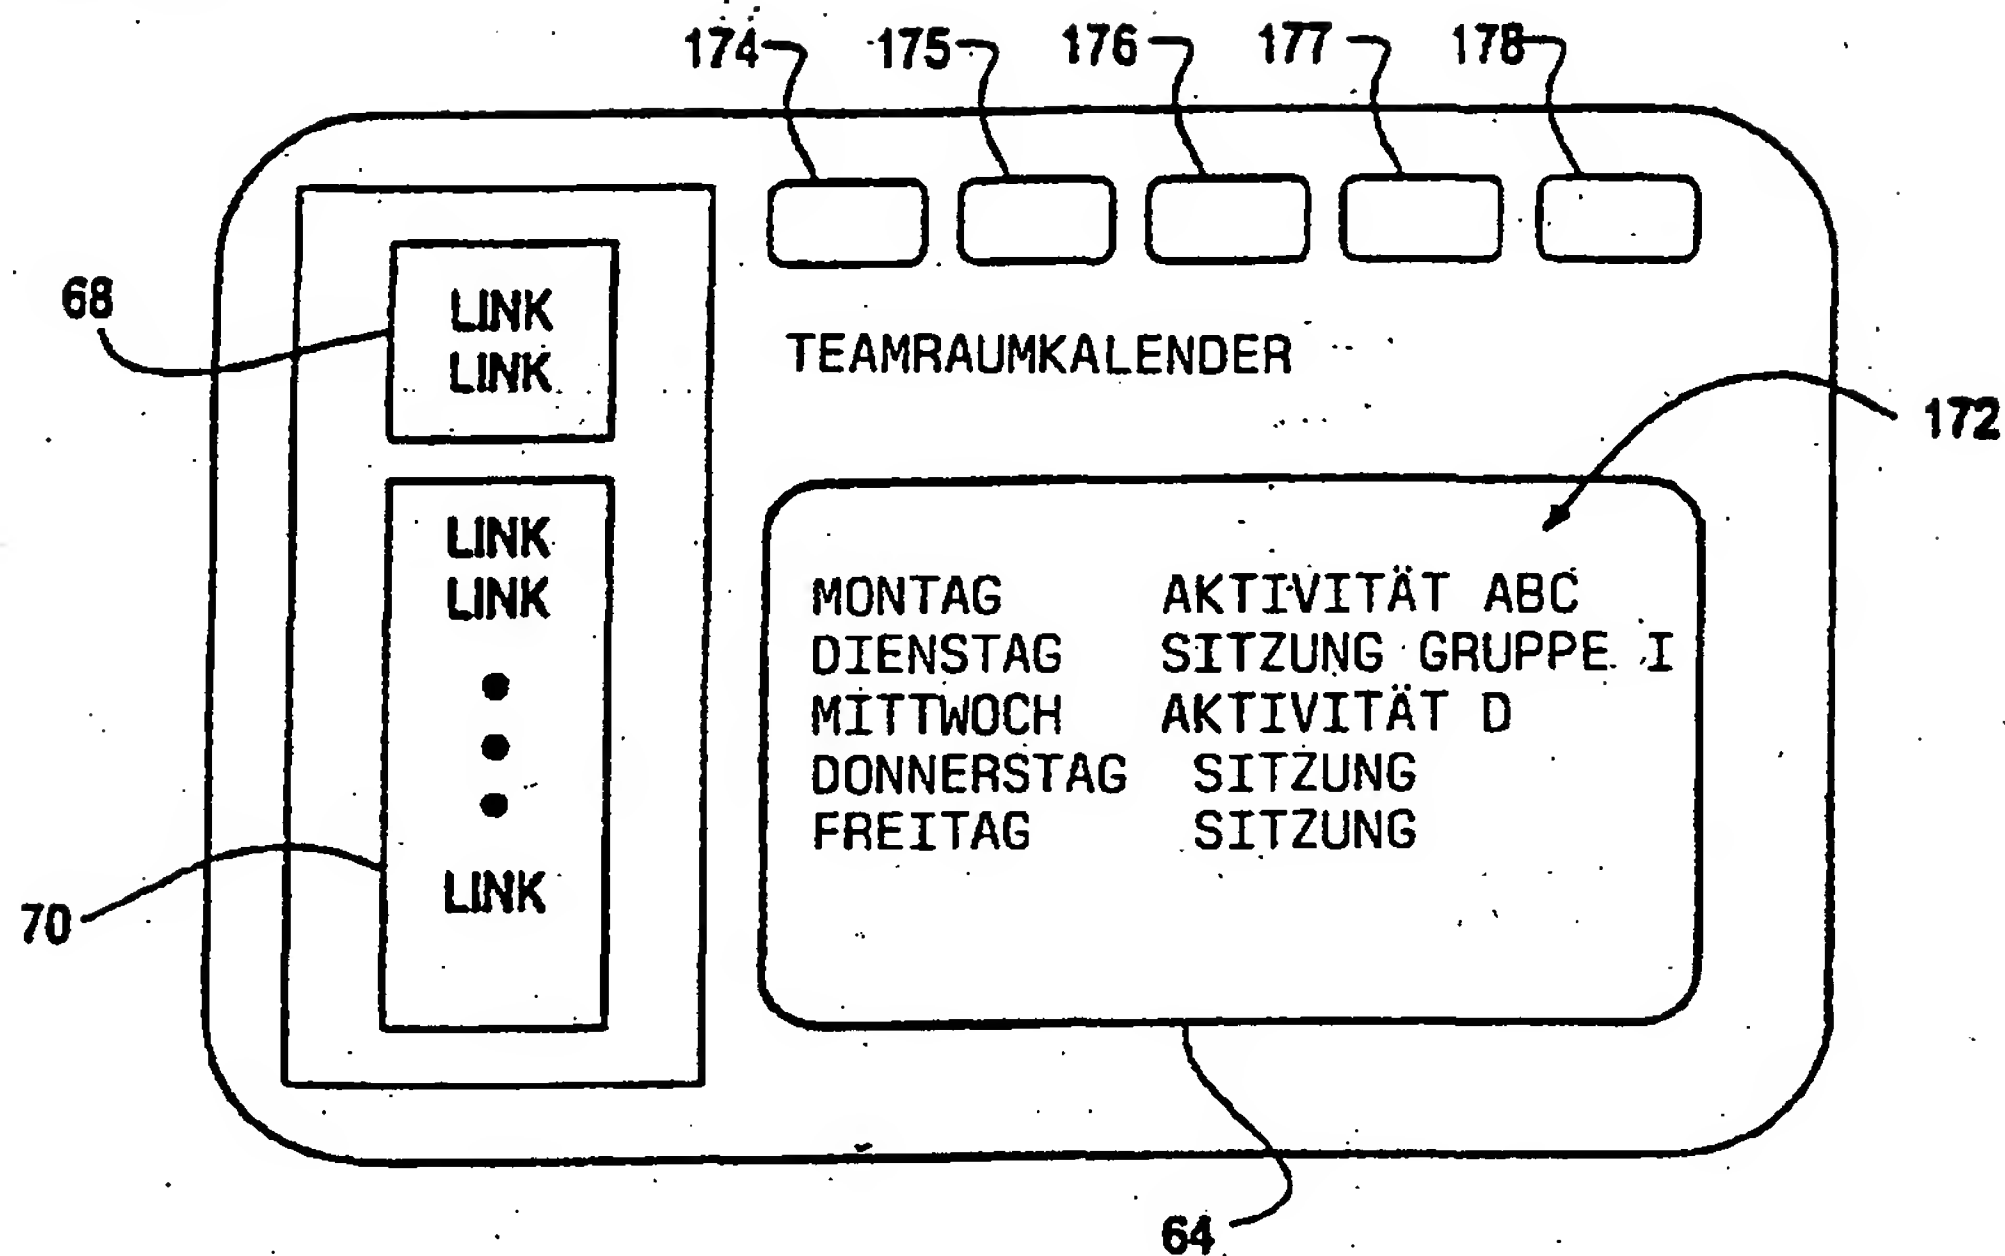 174 175 176 177 178
68
LINK
LINK
TEAMRAUMKALENDER
172
LINK
LINK
LINK
70
MONTAG AKTIVITÄT ABC
DIENSTAG SITZUNG GRUPPE I
MITTWOCH AKTIVITÄT D
DONNERSTAG SITZUNG
FREITAG SITZUNG
64